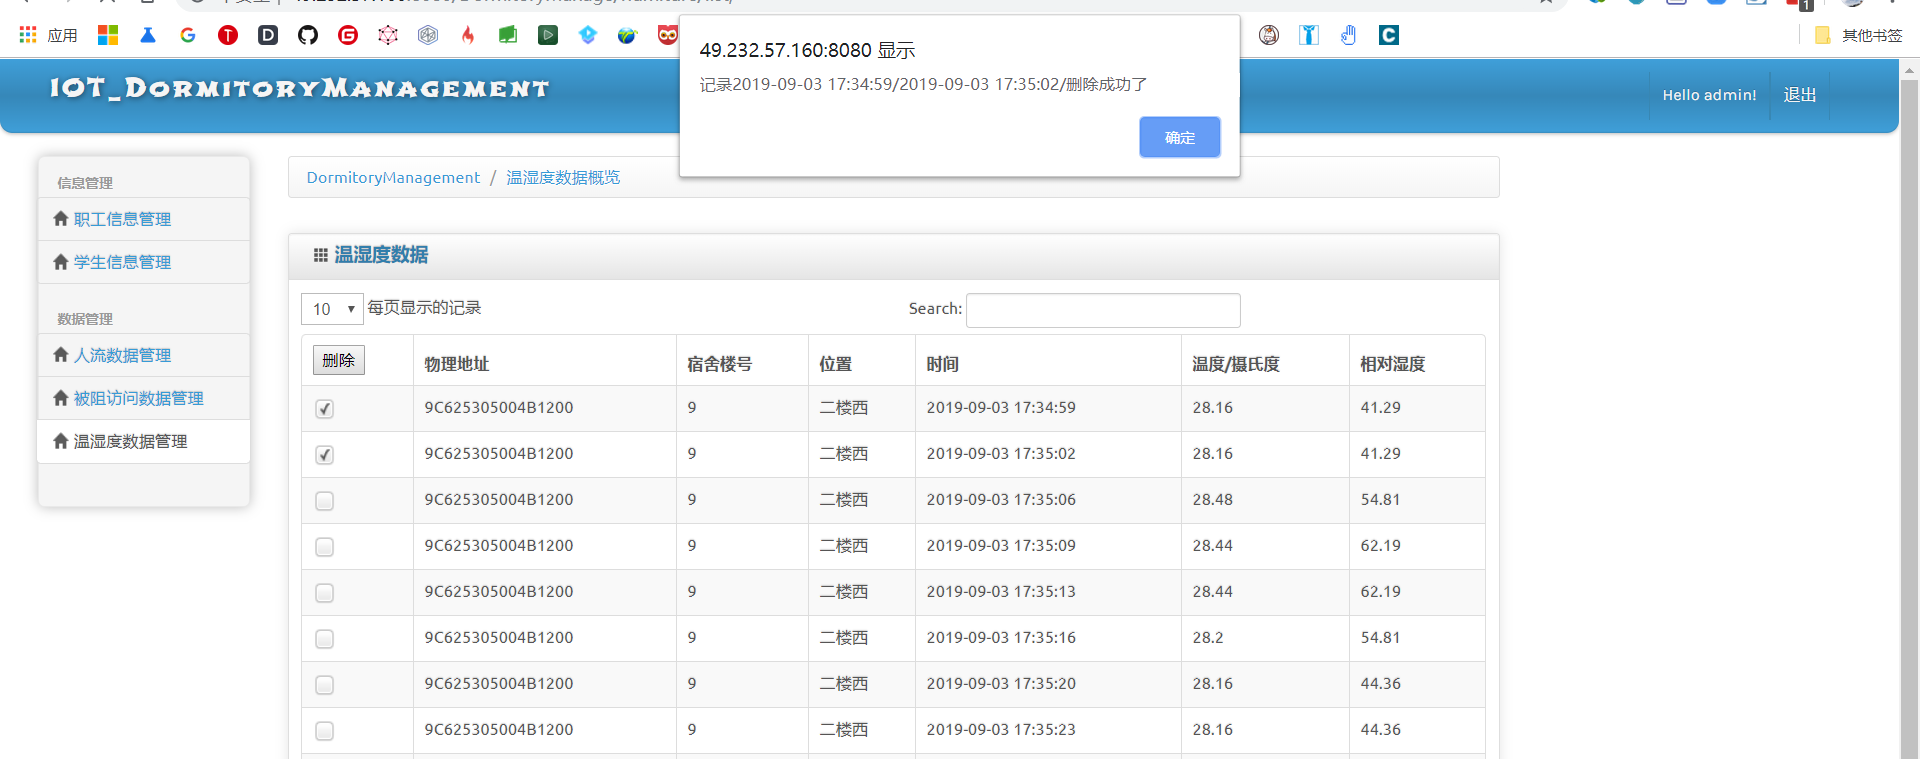 应用
其他书签
49.232.57.160:8080 显示
记录2019-09-03 17:34:59/2019-09-03 17:35:02/删除成功了
确定
IOT_DormitoryManagement
Hello admin!
退出
信息管理
职工信息管理
学生信息管理
数据管理
人流数据管理
被阻访问数据管理
温湿度数据管理
DormitoryManagement / 温湿度数据概览
温湿度数据
10 每页显示的记录
Search:
删除 物理地址 宿舍楼号 位置 时间 温度/摄氏度 相对湿度
9C625305004B1200 9 二楼西 2019-09-03 17:34:59 28.16 41.29
9C625305004B1200 9 二楼西 2019-09-03 17:35:02 28.16 41.29
9C625305004B1200 9 二楼西 2019-09-03 17:35:06 28.48 54.81
9C625305004B1200 9 二楼西 2019-09-03 17:35:09 28.44 62.19
9C625305004B1200 9 二楼西 2019-09-03 17:35:13 28.44 62.19
9C625305004B1200 9 二楼西 2019-09-03 17:35:16 28.2 54.81
9C625305004B1200 9 二楼西 2019-09-03 17:35:20 28.16 44.36
9C625305004B1200 9 二楼西 2019-09-03 17:35:23 28.16 44.36